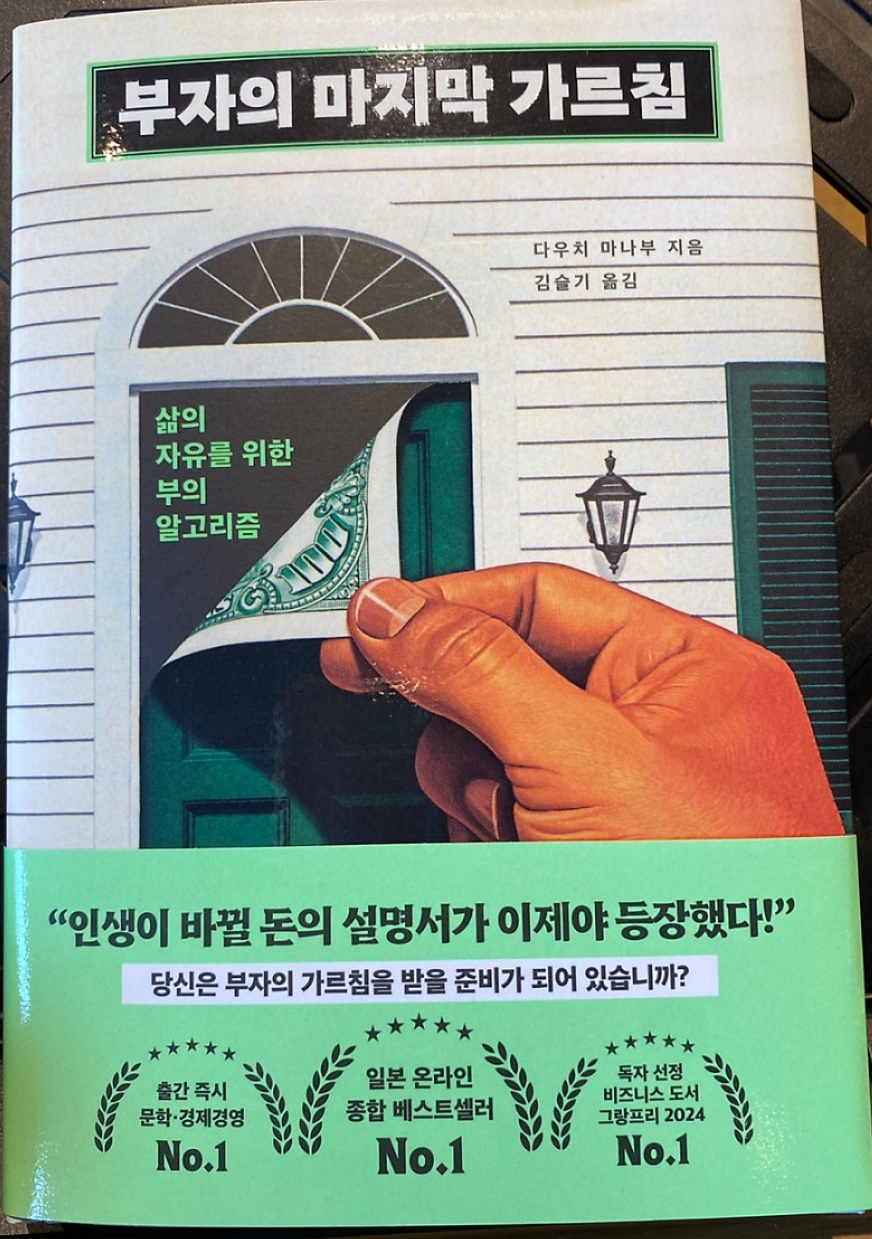 부자의 마지막 가르침
다우치 마나부 지음
김슬기 옮김
삶의
자유를 위한
부의
알고리즘
“인생이 바뀔 돈의 설명서가 이제야 등장했다!”
당신은 부자의 가르침을 받을 준비가 되어 있습니까?
출간 즉시
문학·경제경영
No.1
일본 온라인
종합 베스트셀러
No.1
독자 선정
비즈니스 도서
그랑프리 2024
No.1